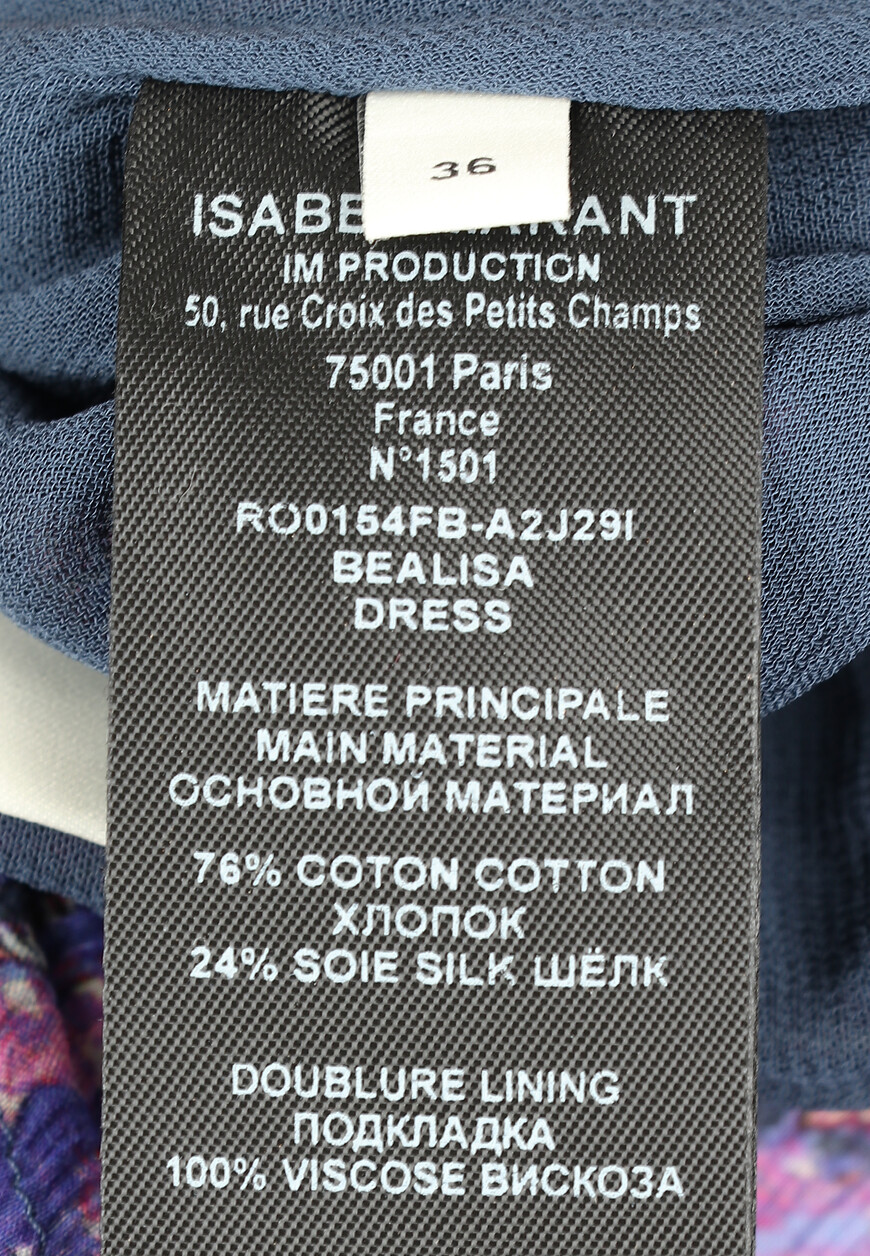 36
IM PRODUCTION
50, rue Croix des Petits Champs
75001 Paris
France
N°1501
RO0154FB-A2J29I
BEALISA
DRESS
MATIERE PRINCIPALE
MAIN MATERIAL
ОСНОВНОЙ МАТЕРИАЛ
76% COTON COTTON
ХЛОПОК
24% SOIE SILK ШЁЛК
DOUBLURE LINING
ПОДКЛАДКА
100% VISCOSE ВИСКОЗА